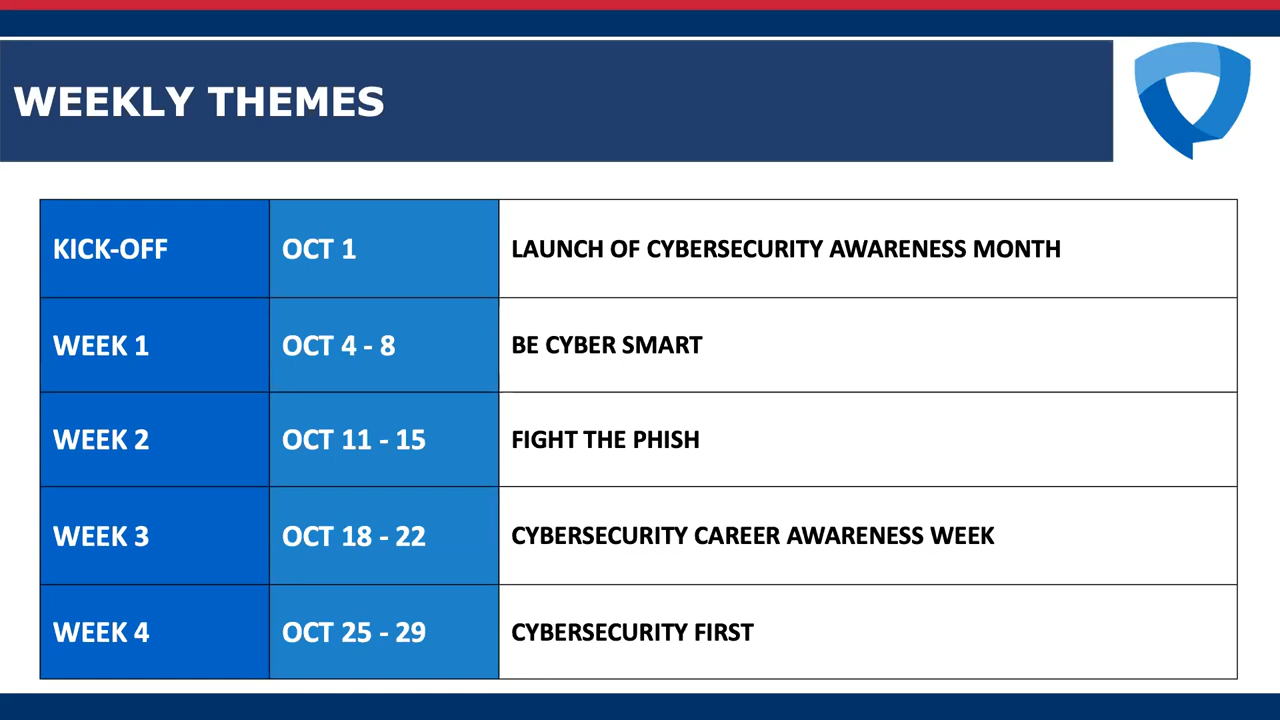 WEEKLY THEMES
KICK-OFF OCT 1 LAUNCH OF CYBERSECURITY AWARENESS MONTH
WEEK 1 OCT 4 - 8 BE CYBER SMART
WEEK 2 OCT 11 - 15 FIGHT THE PHISH
WEEK 3 OCT 18 - 22 CYBERSECURITY CAREER AWARENESS WEEK
WEEK 4 OCT 25 - 29 CYBERSECURITY FIRST